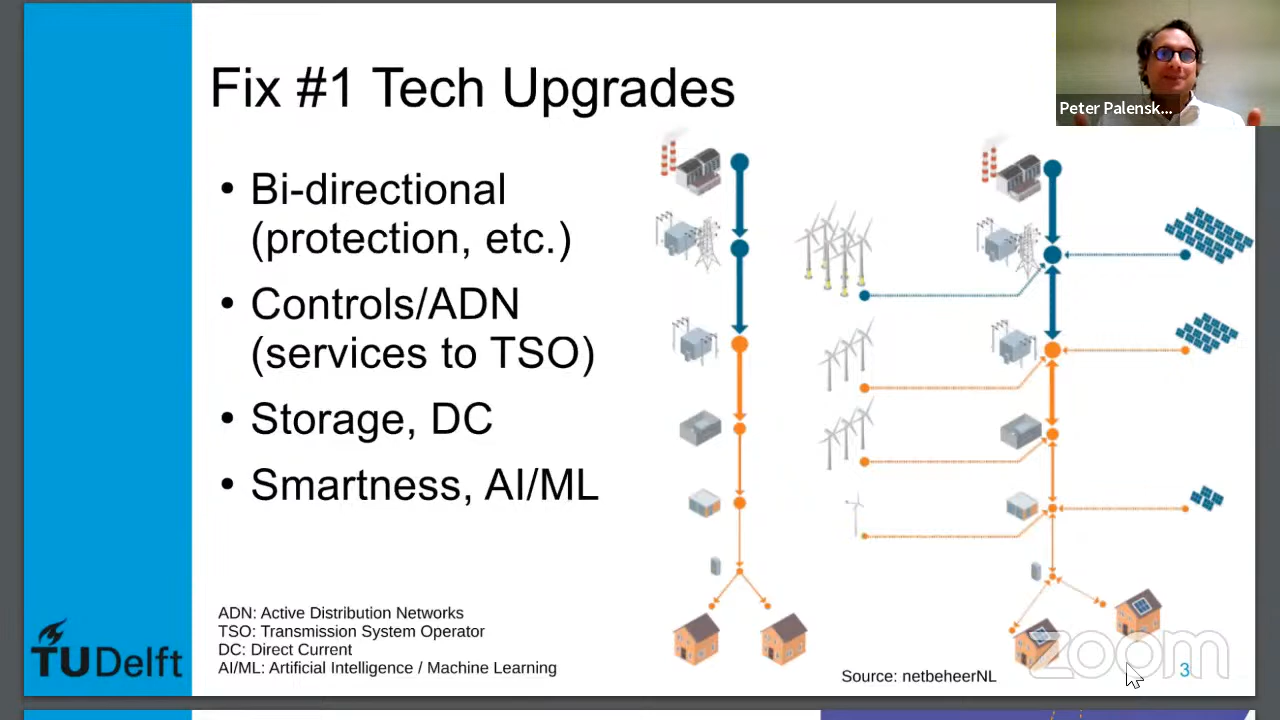 Fix #1 Tech Upgrades
Peter Palensk...
• Bi-directional
(protection, etc.)
• Controls/ADN
(services to TSO)
• Storage, DC
• Smartness, AI/ML
ADN: Active Distribution Networks
TSO: Transmission System Operator
DC: Direct Current
AI/ML: Artificial Intelligence / Machine Learning
TUDelft
Source: netbeheerNL
zoom
3